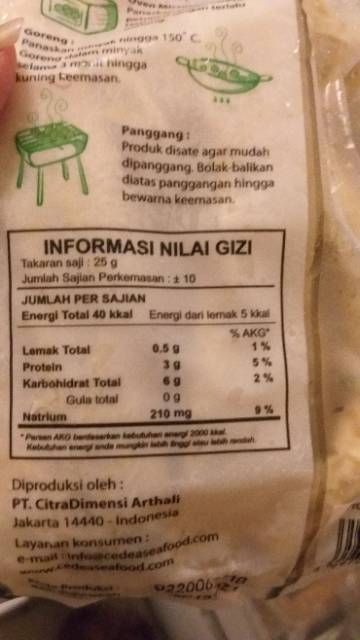 Goreng :
Panaskan minyak hingga 150° C.
Goreng dalam minyak
selama 3 menit hingga
kuning keemasan.
Panggang :
Produk disate agar mudah
dipanggang. Bolak-balikan
diatas panggangan hingga
bewarna keemasan.
INFORMASI NILAI GIZI
Takaran saji : 25 g
Jumlah Sajian Perkemasan : ± 10
JUMLAH PER SAJIAN
Energi Total 40 kkal Energi dari lemak 5 kkal
% AKG*
Lemak Total 0.5 g 1 %
Protein 3 g 5 %
Karbohidrat Total 6 g 2 %
Gula total 0 g
Natrium 210 mg 9 %
*Persen AKG berdasarkan kebutuhan energi 2000 kkal.
Kebutuhan energi anda mungkin lebih tinggi atau lebih rendah.
Diproduksi oleh :
PT. CitraDimensi Arthali
Jakarta 14440 - Indonesia
Layanan konsumen :
e-mail : info@cedeaseafood.com
www.cedeaseafood.com